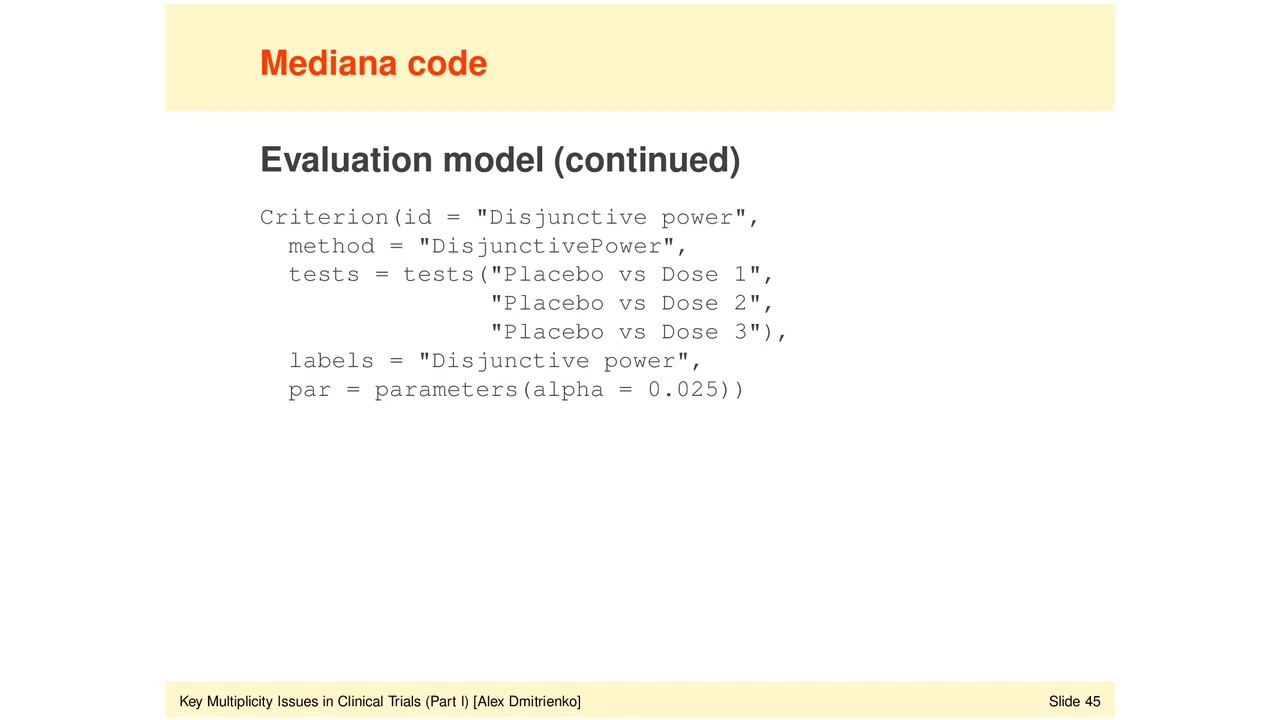 Mediana code
Evaluation model (continued)
Criterion(id = "Disjunctive power",
  method = "DisjunctivePower",
  tests = tests("Placebo vs Dose 1",
                "Placebo vs Dose 2",
                "Placebo vs Dose 3"),
  labels = "Disjunctive power",
  par = parameters(alpha = 0.025))
Key Multiplicity Issues in Clinical Trials (Part I) [Alex Dmitrienko]
Slide 45